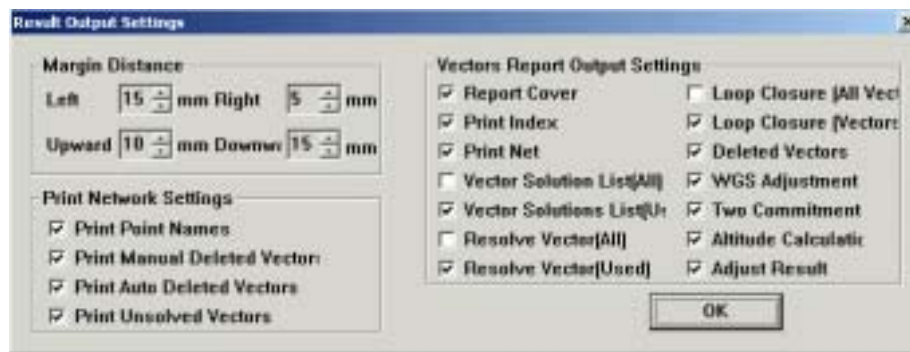 Result Output Settings
Margin Distance
Left 15 mm Right 5 mm
Upward 10 mm Downw 15 mm
Print Network Settings
Print Point Names
Print Manual Deleted Vector
Print Auto Deleted Vectors
Print Unsolved Vectors
Vectors Report Output Settings
Report Cover
Print Index
Print Net
Vector Solution List(All)
Vector Solutions List(Us
Resolve Vector(All)
Resolve Vector(Used)
Loop Closure (All Vect
Loop Closure (Vectors
Deleted Vectors
WGS Adjustment
Two Commitment
Altitude Calculatic
Adjust Result
OK